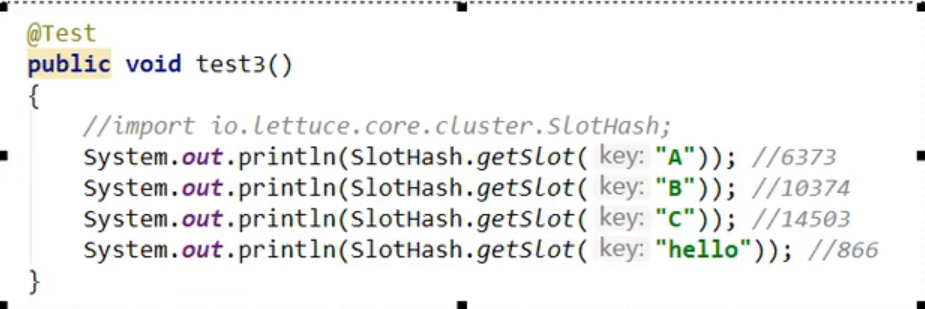 @Test
public void test3()
{
//import io.lettuce.core.cluster.SlotHash;
System.out.println(SlotHash.getSlot( key: "A")); //6373
System.out.println(SlotHash.getSlot( key: "B")); //10374
System.out.println(SlotHash.getSlot( key: "C")); //14503
System.out.println(SlotHash.getSlot( key: "hello")); //866
}